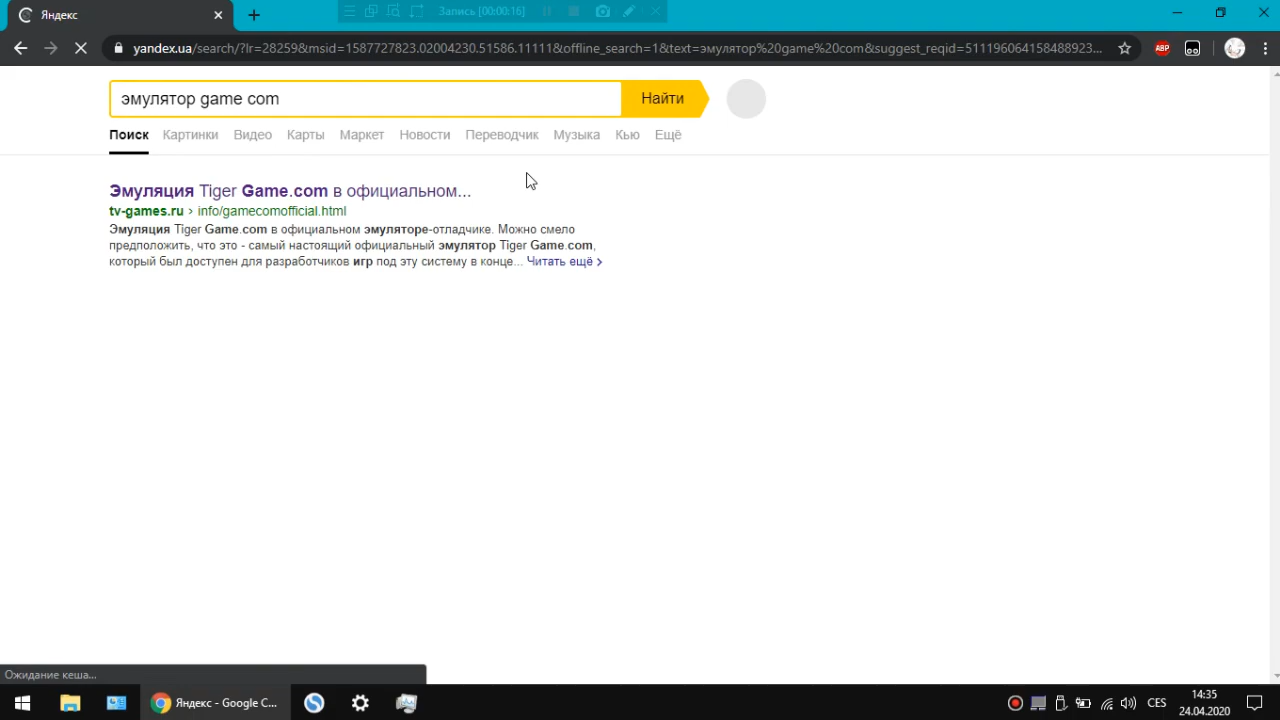 Яндекс
Запись [00:00:16]
yandex.ua/search/?lr=28259&msid=1587727823.02004230.51586.11111&offline_search=1&text=эмулятор%20game%20com&suggest_reqid=511196064158488923...
ABP
эмулятор game com
Найти
Поиск Картинки Видео Карты Маркет Новости Переводчик Музыка Кью Ещё
Эмуляция Tiger Game.com в официальном...
tv-games.ru › info/gamecomofficial.html
Эмуляция Tiger Game.com в официальном эмуляторе-отладчике. Можно смело
предположить, что это - самый настоящий официальный эмулятор Tiger Game.com,
который был доступен для разработчиков игр под эту систему в конце... Читать ещё ›
Ожидание кеша...
Яндекс - Google C...
CES
14:35
24.04.2020